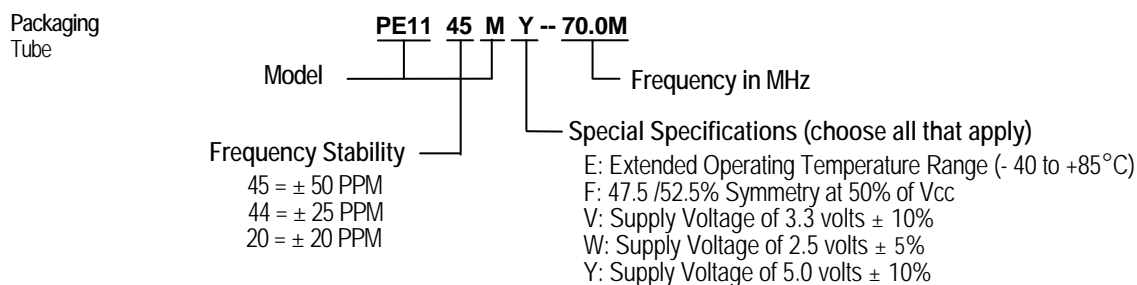 Packaging
Tube
PE11 45 M Y -- 70.0M
Model
Frequency in MHz
Frequency Stability
45 = ± 50 PPM
44 = ± 25 PPM
20 = ± 20 PPM
Special Specifications (choose all that apply)
E: Extended Operating Temperature Range (- 40 to +85°C)
F: 47.5 /52.5% Symmetry at 50% of Vcc
V: Supply Voltage of 3.3 volts ± 10%
W: Supply Voltage of 2.5 volts ± 5%
Y: Supply Voltage of 5.0 volts ± 10%